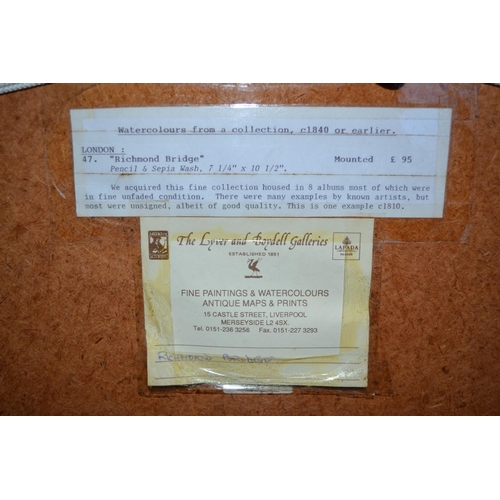 Watercolours from a collection, c1840 or earlier.
LONDON :
47. "Richmond Bridge" Mounted £ 95
Pencil & Sepia Wash, 7 1/4" x 10 1/2".
We acquired this fine collection housed in 8 albums most of which were
in fine unfaded condition. There were many examples by known artists, but
most were unsigned, albeit of good quality. This is one example c1810.
The Lyver and Boydell Galleries
ESTABLISHED 1851
LAPADA
FINE PAINTINGS & WATERCOLOURS
ANTIQUE MAPS & PRINTS
15 CASTLE STREET, LIVERPOOL
MERSEYSIDE L2 4SX.
Tel. 0151-236 3256 Fax. 0151-227 3293
RICHMOND